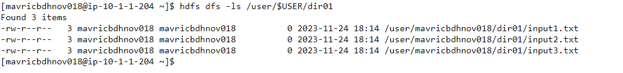 [mavricbdhnov018@ip-10-1-1-204 ~]$ hdfs dfs -ls /user/$USER/dir01
Found 3 items
-rw-r--r--   3 mavricbdhnov018 mavricbdhnov018          0 2023-11-24 18:14 /user/mavricbdhnov018/dir01/input1.txt
-rw-r--r--   3 mavricbdhnov018 mavricbdhnov018          0 2023-11-24 18:14 /user/mavricbdhnov018/dir01/input2.txt
-rw-r--r--   3 mavricbdhnov018 mavricbdhnov018          0 2023-11-24 18:14 /user/mavricbdhnov018/dir01/input3.txt
[mavricbdhnov018@ip-10-1-1-204 ~]$